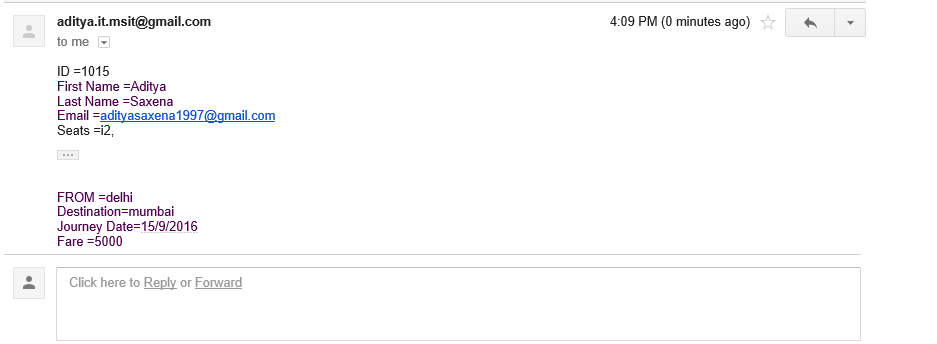 aditya.it.msit@gmail.com 4:09 PM (0 minutes ago)
to me
ID =1015
First Name =Aditya
Last Name =Saxena
Email =adityasaxena1997@gmail.com
Seats =i2,
FROM =delhi
Destination=mumbai
Journey Date=15/9/2016
Fare =5000
Click here to Reply or Forward